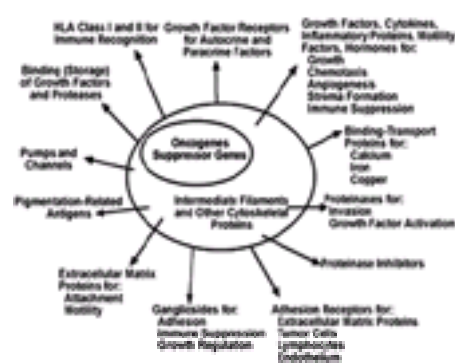 HLA Class I and II for
Immune Recognition
Growth Factor Receptors
for Autocrine and
Paracrine Factors
Growth Factors, Cytokines,
Inflammatory Proteins, Motility
Factors, Hormones for:
Growth
Chemotaxis
Angiogenesis
Stroma Formation
Immune Suppression
Binding (Storage)
of Growth Factors
and Proteases
Oncogenes
Suppressor Genes
Binding-Transport
Proteins for:
Calcium
Iron
Copper
Pumps and
Channels
Pigmentation-Related
Antigens
Intermediate Filaments
and Other Cytoskeletal
Proteins
Proteinases for:
Invasion
Growth Factor Activation
Proteinase Inhibitors
Extracellular Matrix
Proteins for:
Attachment
Motility
Gangliosides for:
Adhesion
Immune Suppression
Growth Regulation
Adhesion Receptors for:
Extracellular Matrix Proteins
Tumor Cells
Lymphocytes
Endothelium